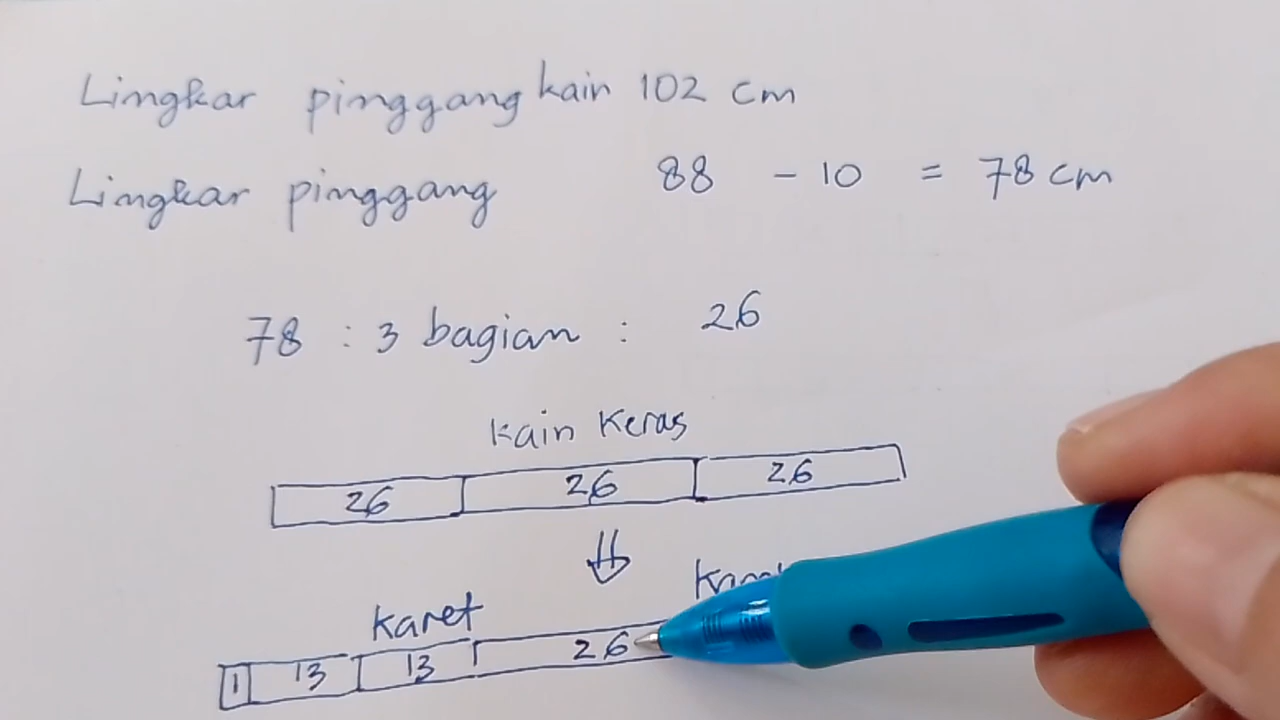 Lingkar pinggang kain 102 cm
Lingkar pinggang 88 - 10 = 78 cm
78 : 3 bagian : 26
Kain Keras
26 26 26
Karet
1 13 13 26